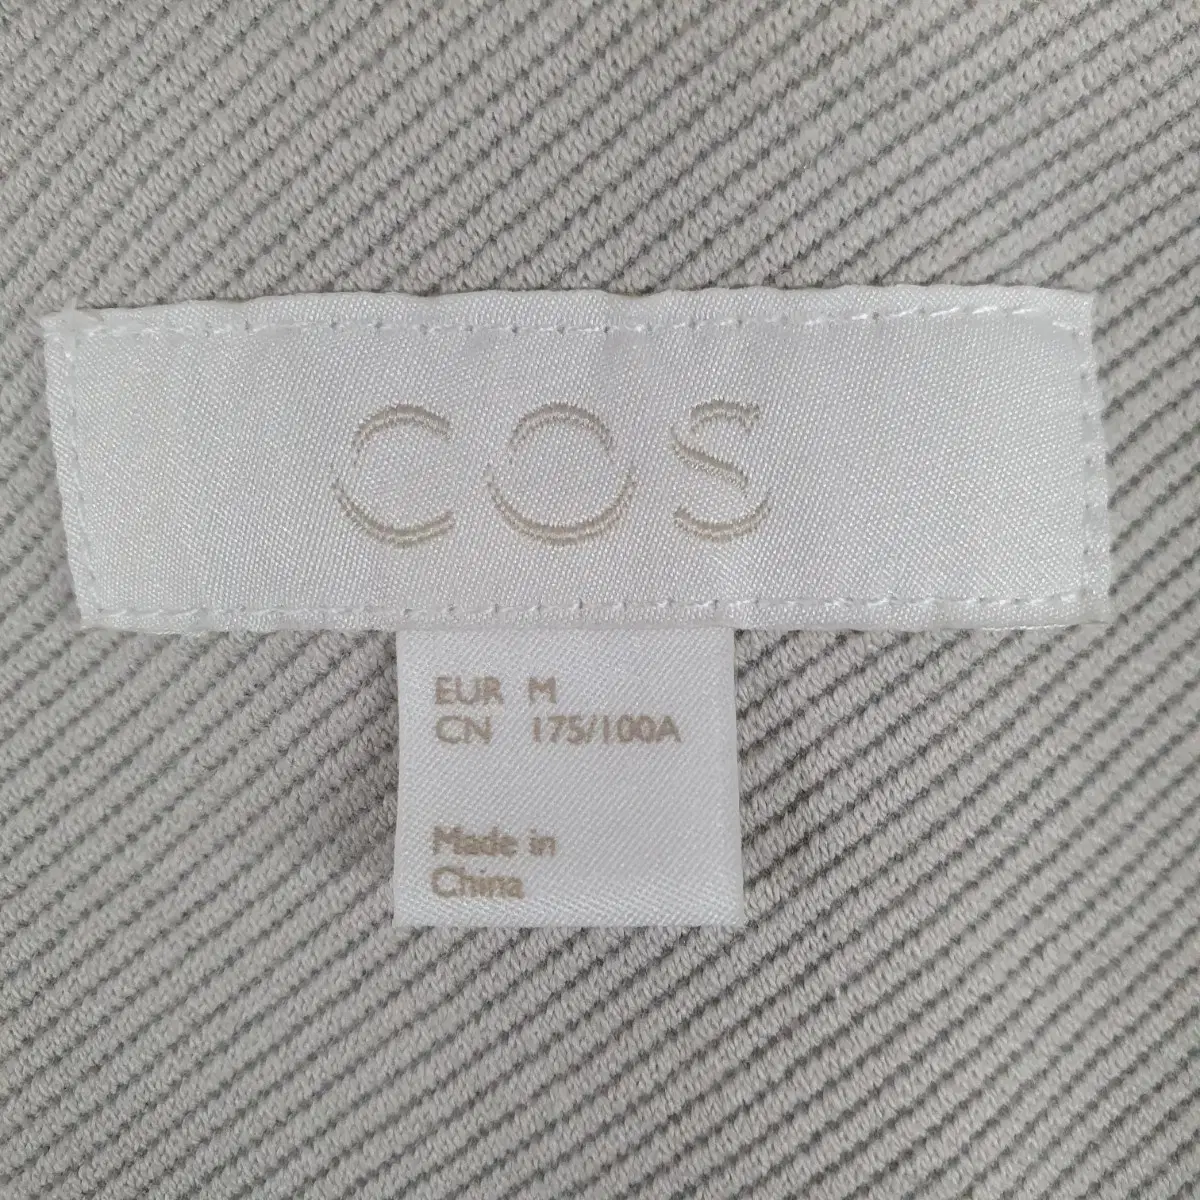 COS
EUR M
CN 175/100A
Made in
China